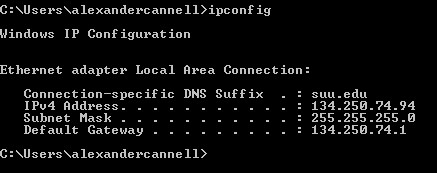 C:\Users\alexandercannell>ipconfig
Windows IP Configuration
Ethernet adapter Local Area Connection:
Connection-specific DNS Suffix  . : suu.edu
IPv4 Address. . . . . . . . . . . : 134.250.74.94
Subnet Mask . . . . . . . . . . . : 255.255.255.0
Default Gateway . . . . . . . . . : 134.250.74.1
C:\Users\alexandercannell>